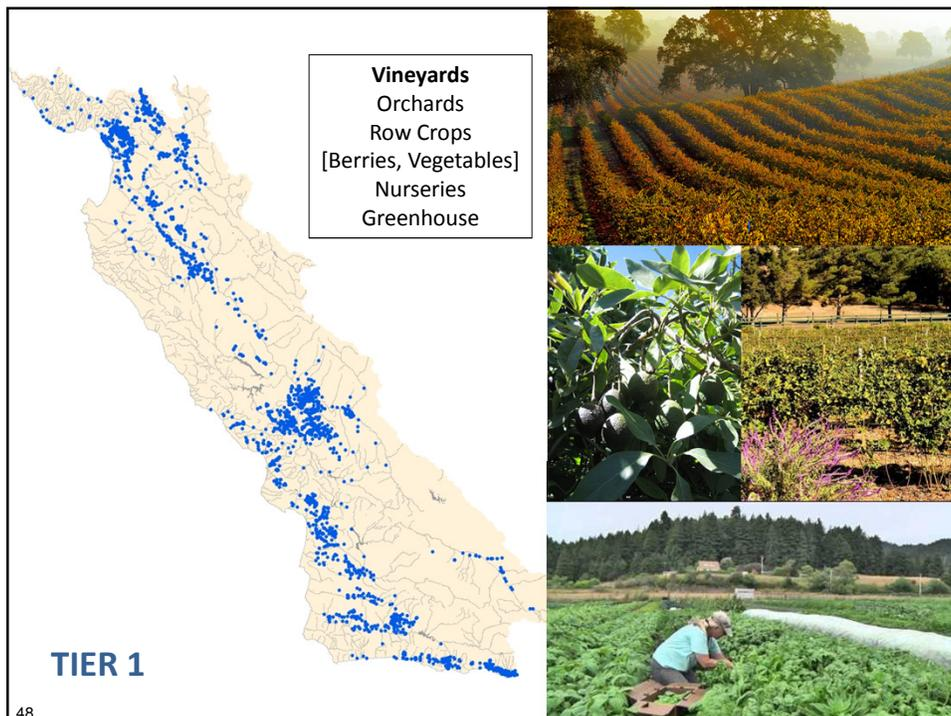 Vineyards
Orchards
Row Crops
[Berries, Vegetables]
Nurseries
Greenhouse
TIER 1
48